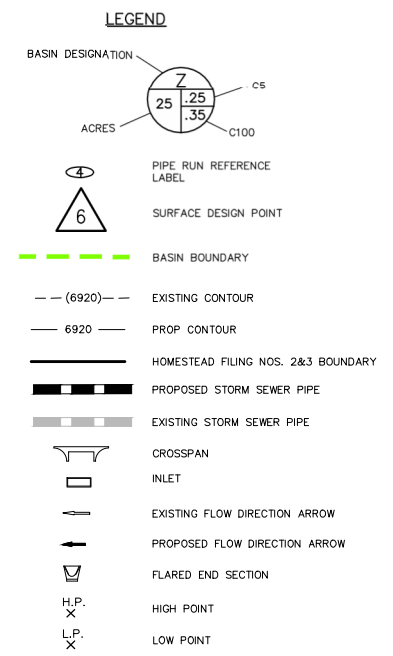 LEGEND
BASIN DESIGNATION
Z
25
.25
.35
C5
ACRES
C100
4
PIPE RUN REFERENCE
LABEL
6
SURFACE DESIGN POINT
BASIN BOUNDARY
(6920)
EXISTING CONTOUR
6920
PROP CONTOUR
HOMESTEAD FILING NOS. 2&3 BOUNDARY
PROPOSED STORM SEWER PIPE
EXISTING STORM SEWER PIPE
CROSSPAN
INLET
EXISTING FLOW DIRECTION ARROW
PROPOSED FLOW DIRECTION ARROW
FLARED END SECTION
H.P.
HIGH POINT
L.P.
LOW POINT